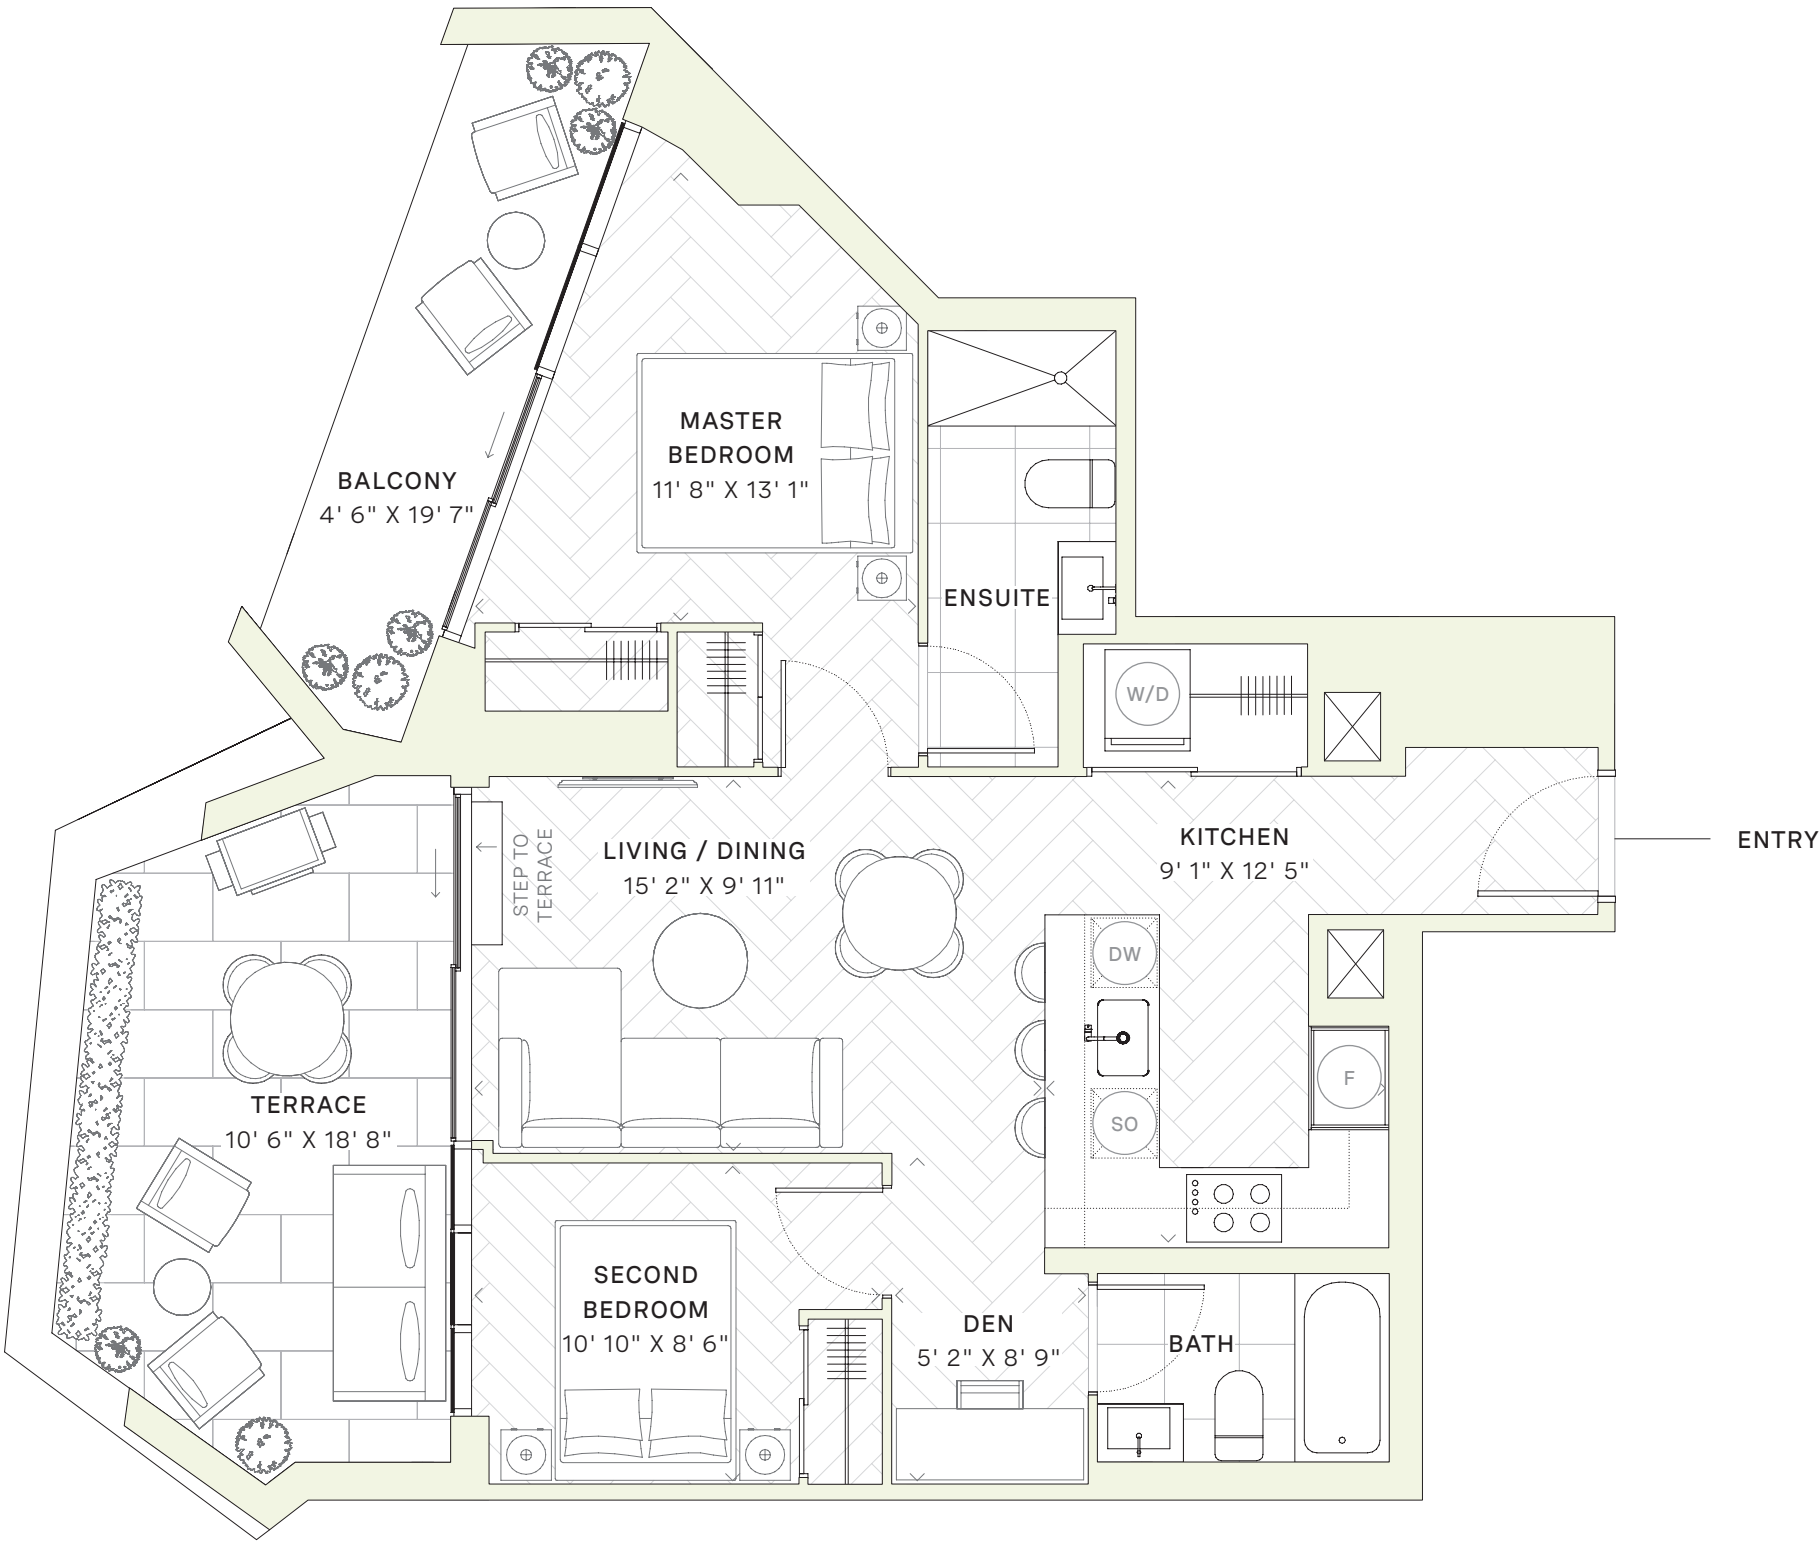 MASTER
BEDROOM
11' 8" X 13' 1"
BALCONY
4' 6" X 19' 7"
ENSUITE
W/D
LIVING / DINING
15' 2" X 9' 11"
STEP TO
TERRACE
KITCHEN
9' 1" X 12' 5"
ENTRY
DW
SO
F
TERRACE
10' 6" X 18' 8"
SECOND
BEDROOM
10' 10" X 8' 6"
DEN
5' 2" X 8' 9"
BATH